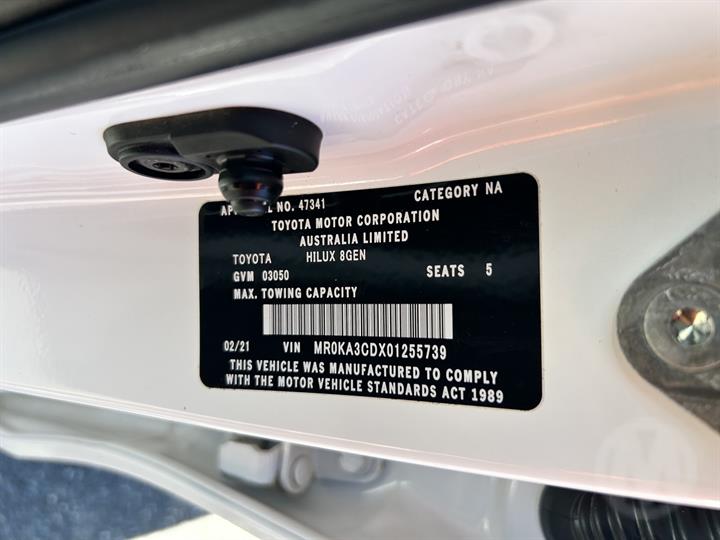 NO. 47341 CATEGORY NA
TOYOTA MOTOR CORPORATION
AUSTRALIA LIMITED
TOYOTA HILUX 8GEN
GVM 03050 SEATS 5
MAX. TOWING CAPACITY
02/21 VIN MR0KA3CDX01255739
THIS VEHICLE WAS MANUFACTURED TO COMPLY
WITH THE MOTOR VEHICLE STANDARDS ACT 1989
M